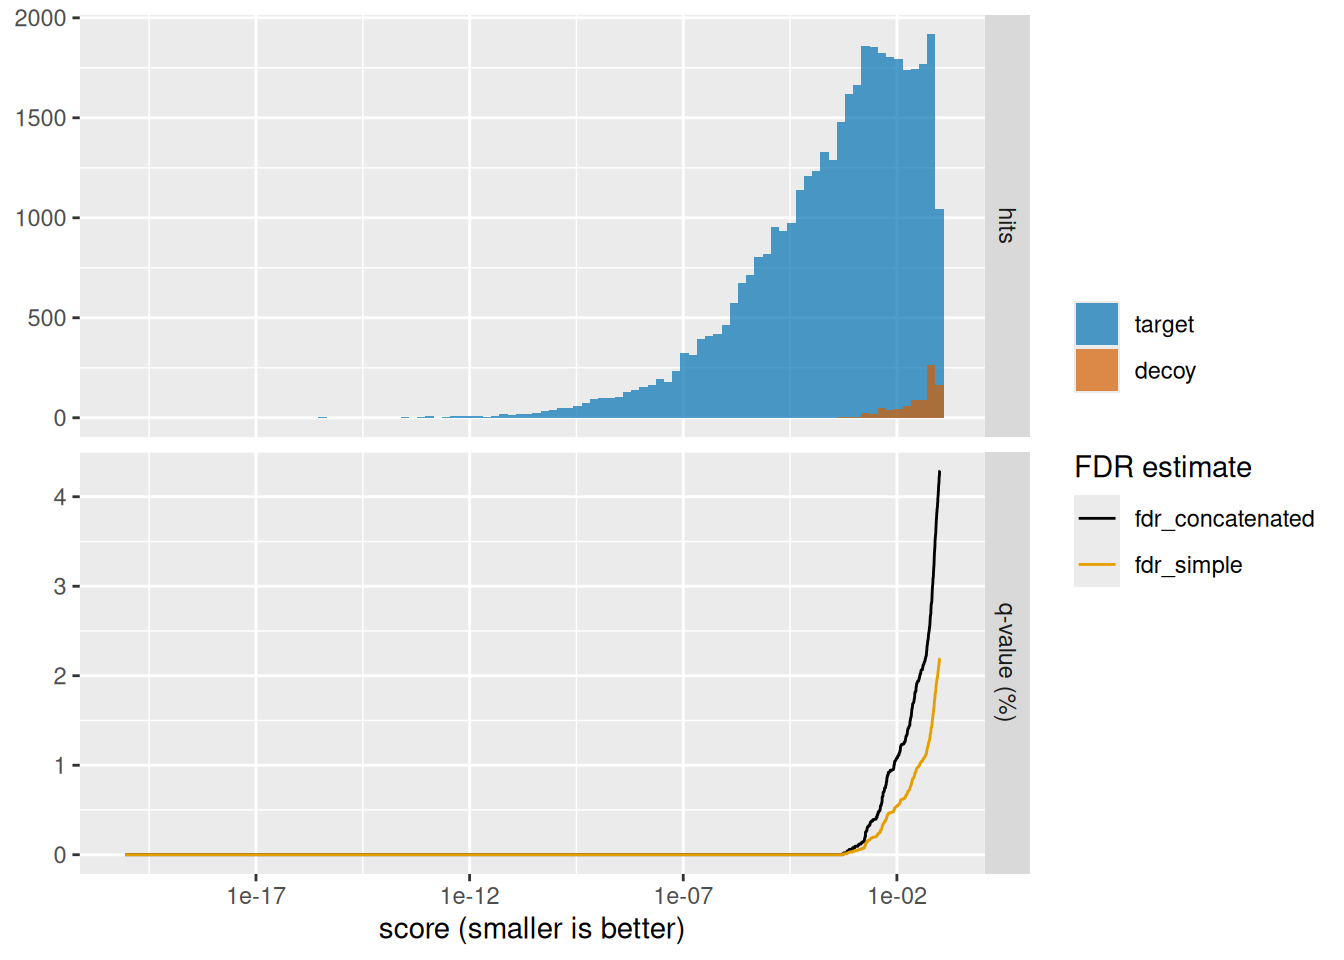 2000
1500
1000
500
0
hits
4
3
2
1
0
q-value (%)
1e-17 1e-12 1e-07 1e-02
score (smaller is better)
target
decoy
FDR estimate
fdr_concatenated
fdr_simple